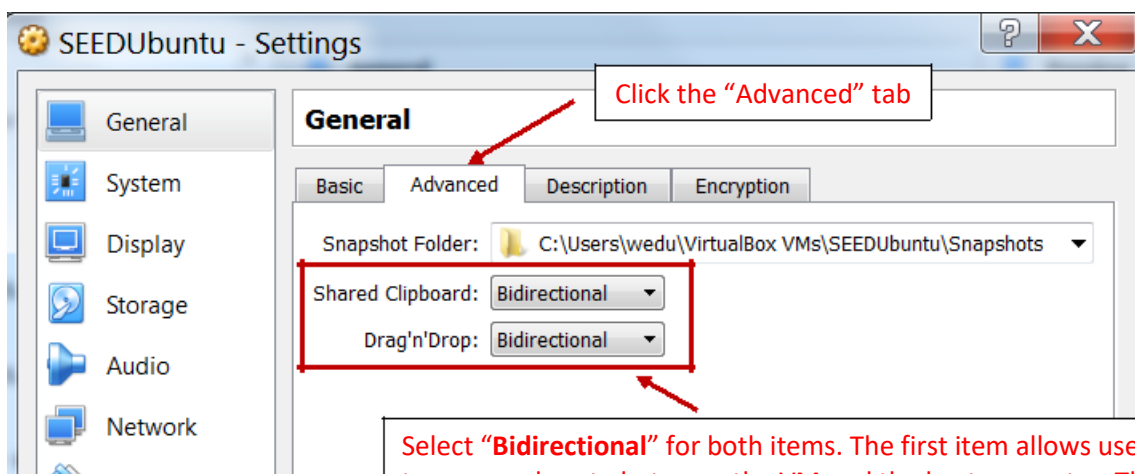 SEEDUbuntu - Settings
Click the “Advanced” tab
General
General
System
Display
Storage
Audio
Network
Basic Advanced Description Encryption
Snapshot Folder: C:\Users\wedu\VirtualBox VMs\SEEDUbuntu\Snapshots
Shared Clipboard: Bidirectional
Drag'n'Drop: Bidirectional
Select “Bidirectional” for both items. The first item allows use